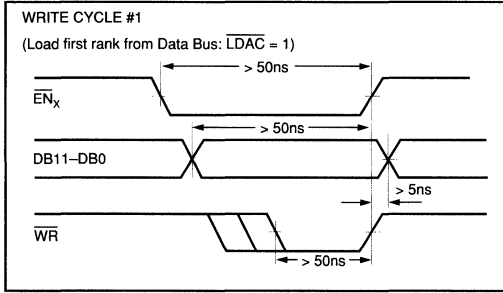 WRITE CYCLE #1
(Load first rank from Data Bus: LDAC = 1)
> 50ns
ENX
> 50ns
DB11–DB0
> 5ns
WR
> 50ns